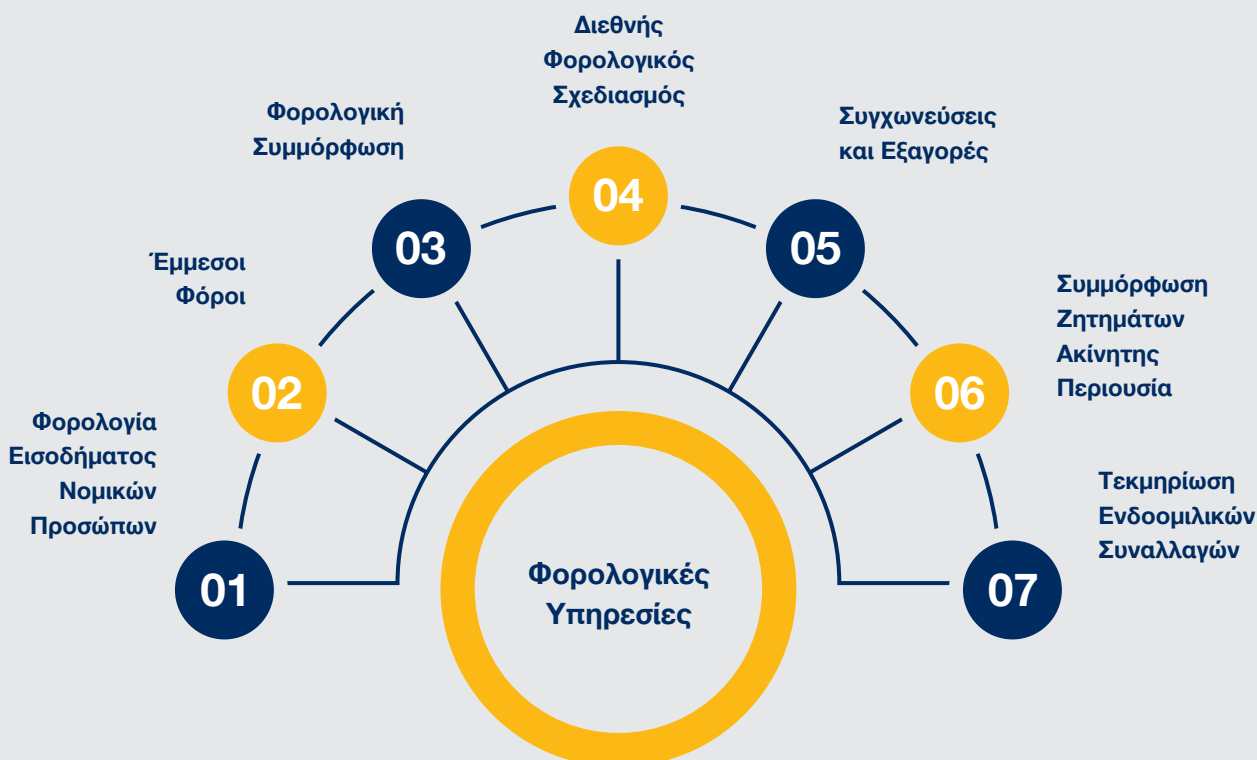 Φορολογία
Εισοδήματος
Νομικών
Προσώπων
01
Έμμεσοι
Φόροι
02
Φορολογική
Συμμόρφωση
03
Διεθνής
Φορολογικός
Σχεδιασμός
04
Συγχωνεύσεις
και Εξαγορές
05
Συμμόρφωση
Ζητημάτων
Ακίνητης
Περιουσία
06
Τεκμηρίωση
Ενδοομιλικών
Συναλλαγών
07
Φορολογικές
Υπηρεσίες